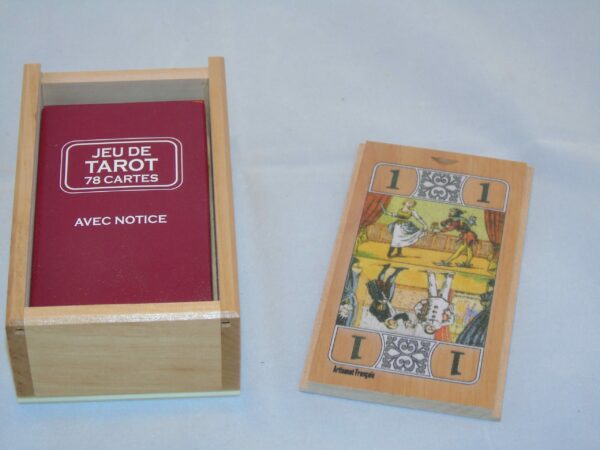 JEU DE
TAROT
78 CARTES
AVEC NOTICE
1 1
1 1
Artisanat Français